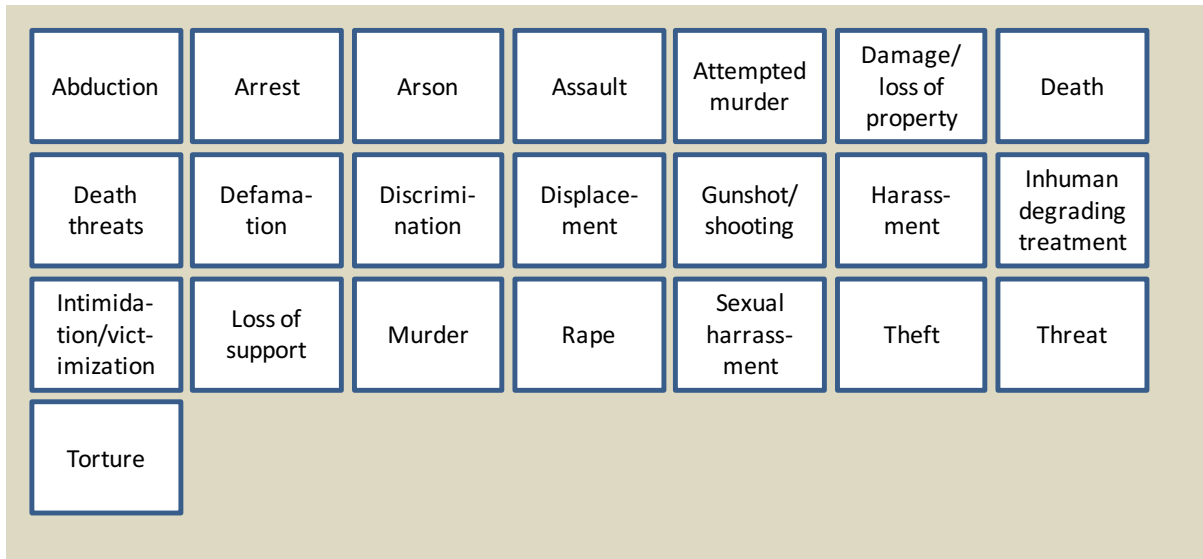 Abduction
Arrest
Arson
Assault
Attempted
murder
Damage/
loss of
property
Death
Death
threats
Defama-
tion
Discrimi-
nation
Displace-
ment
Gunshot/
shooting
Harass-
ment
Inhuman
degrading
treatment
Intimida-
tion/vict-
imization
Loss of
support
Murder
Rape
Sexual
harrass-
ment
Theft
Threat
Torture